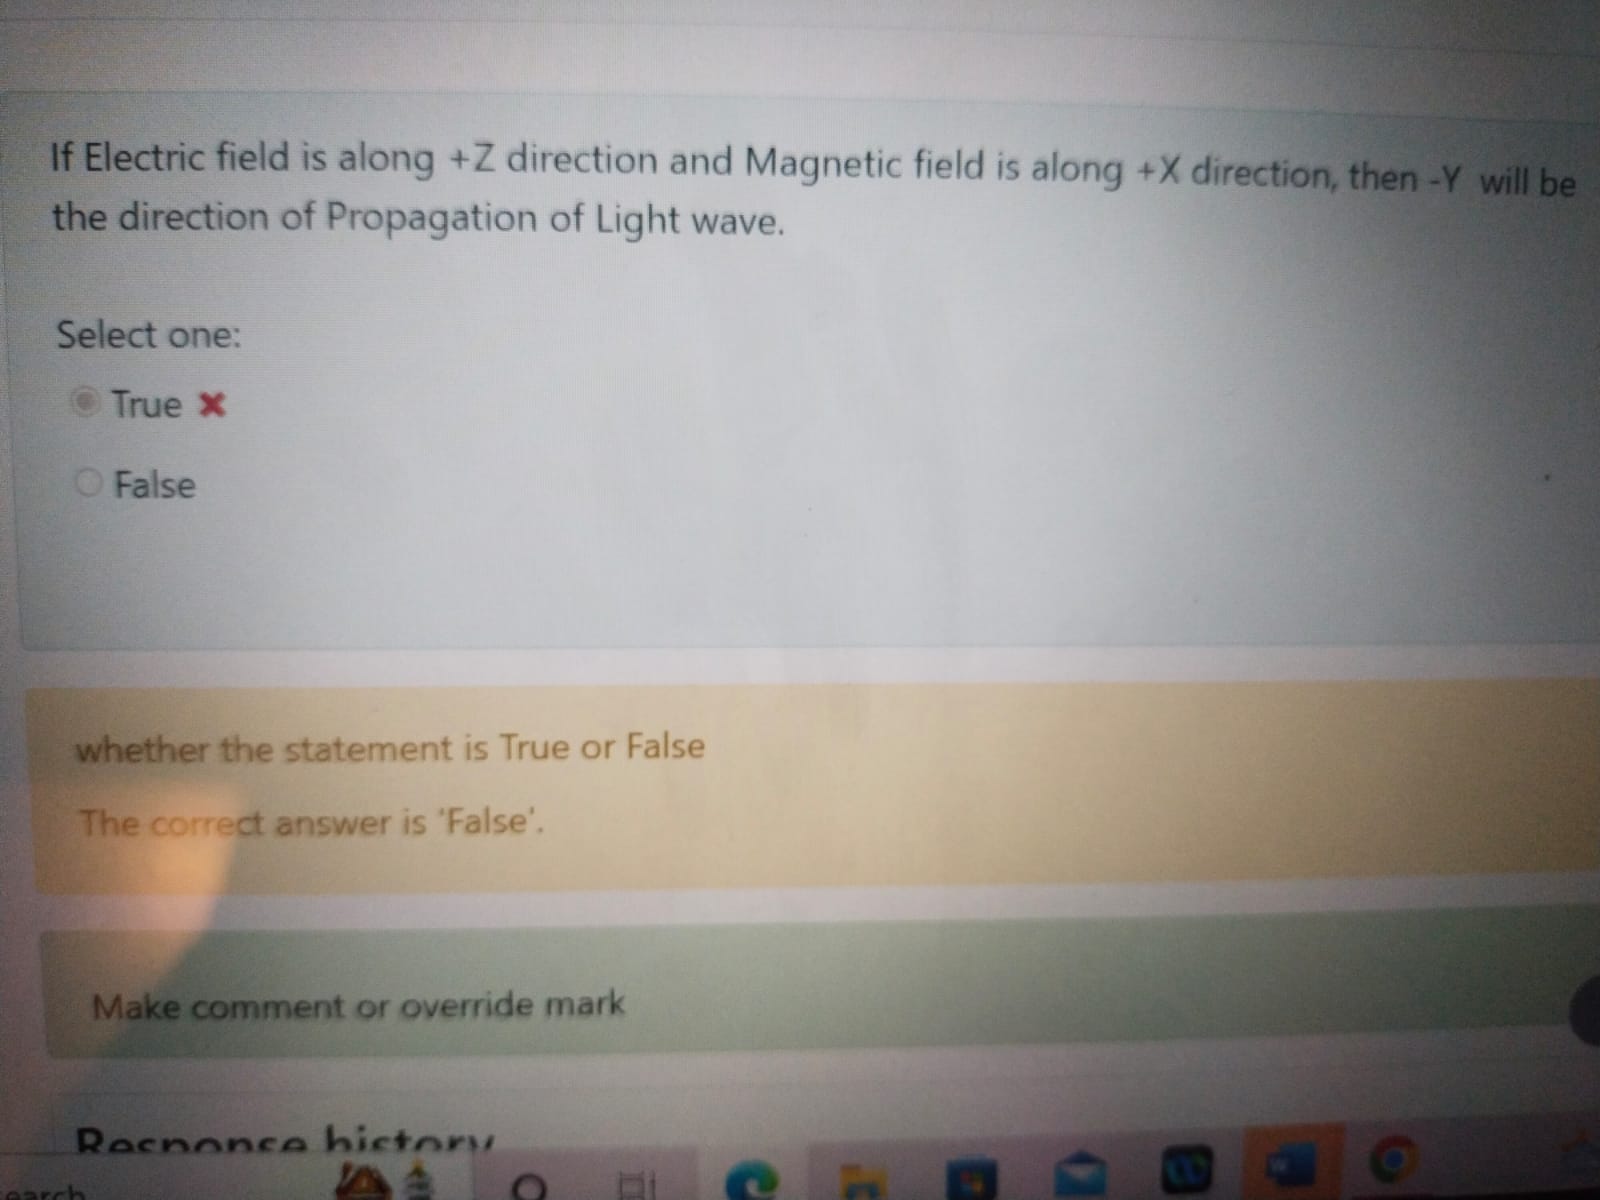 If Electric field is along +Z direction and Magnetic field is along +X direction, then -Y will be
the direction of Propagation of Light wave.
Select one:
True ✖
False
whether the statement is True or False
The correct answer is 'False'.
Make comment or override mark
Response history
earch